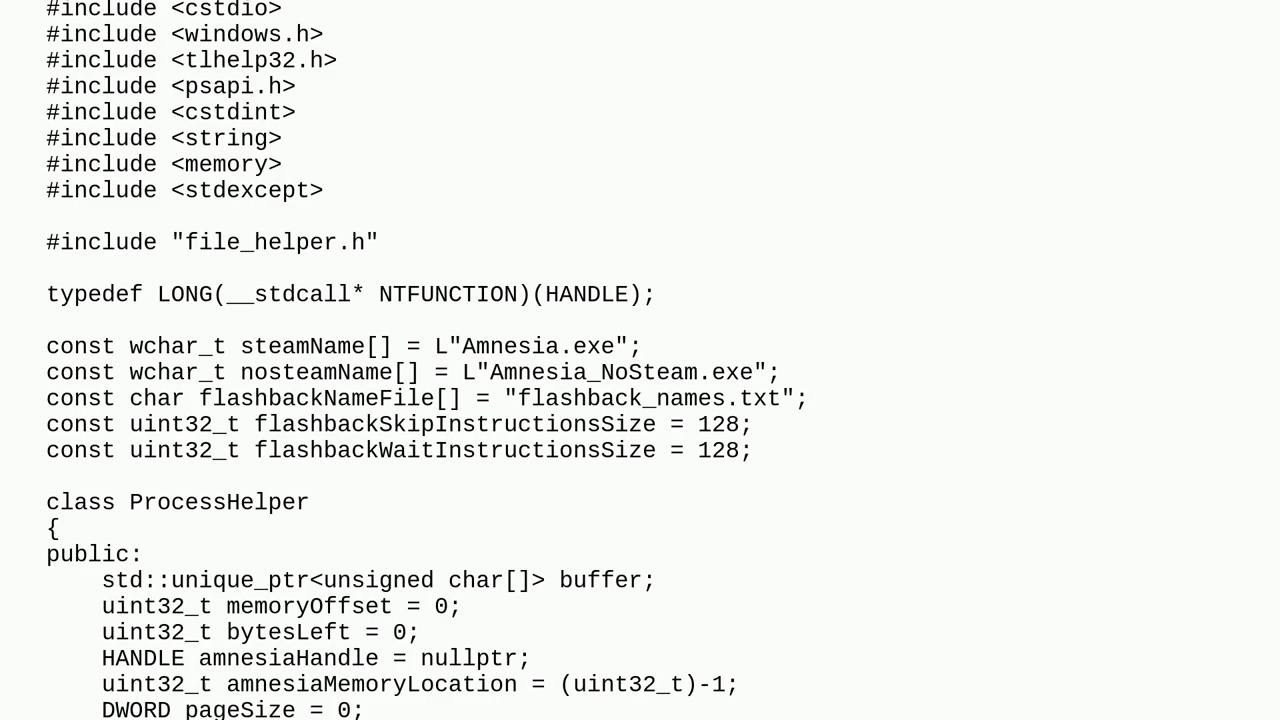 #include <cstdio>
#include <windows.h>
#include <tlhelp32.h>
#include <psapi.h>
#include <cstdint>
#include <string>
#include <memory>
#include <stdexcept>

#include "file_helper.h"

typedef LONG(__stdcall* NTFUNCTION)(HANDLE);

const wchar_t steamName[] = L"Amnesia.exe";
const wchar_t nosteamName[] = L"Amnesia_NoSteam.exe";
const char flashbackNameFile[] = "flashback_names.txt";
const uint32_t flashbackSkipInstructionsSize = 128;
const uint32_t flashbackWaitInstructionsSize = 128;

class ProcessHelper
{
public:
    std::unique_ptr<unsigned char[]> buffer;
    uint32_t memoryOffset = 0;
    uint32_t bytesLeft = 0;
    HANDLE amnesiaHandle = nullptr;
    uint32_t amnesiaMemoryLocation = (uint32_t)-1;
    DWORD pageSize = 0;